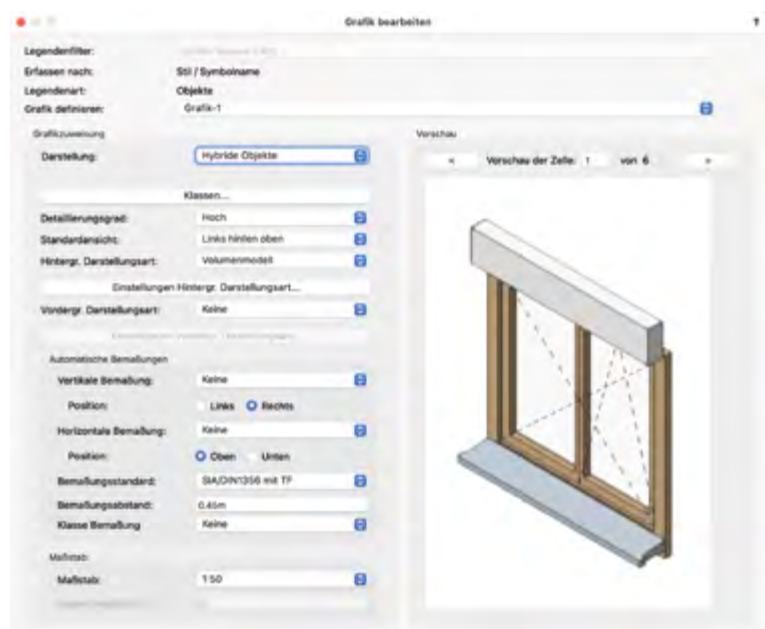 Grafik bearbeiten
?
Legendenfilter:
Erfassen nach: Stil / Symbolname
Legendenart: Objekte
Grafik definieren: Grafik-1
Grafikzuweisung
Darstellung: Hybride Objekte
Klassen...
Detaillierungsgrad: Hoch
Standardansicht: Links hinten oben
Hintergr. Darstellungsart: Volumenmodell
Einstellungen Hintergr. Darstellungsart...
Vordergr. Darstellungsart: Keine
Automatische Bemaßungen
Vertikale Bemaßung: Keine
Position: Links Rechts
Horizontale Bemaßung: Keine
Position: Oben Unten
Bemaßungsstandard: SIA/DIN1356 mit TF
Bemaßungsabstand: 0.45m
Klasse Bemaßung Keine
Maßstab:
Maßstab: 1:50
Vorschau
< Vorschau der Zelle: 1 von 6 >